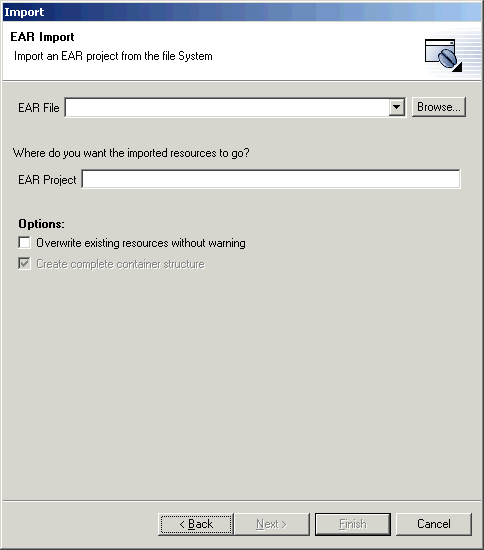 Import
EAR Import
Import an EAR project from the file System
EAR File
Browse...
Where do you want the imported resources to go?
EAR Project
Options:
Overwrite existing resources without warning
Create complete container structure
< Back Next > Finish Cancel